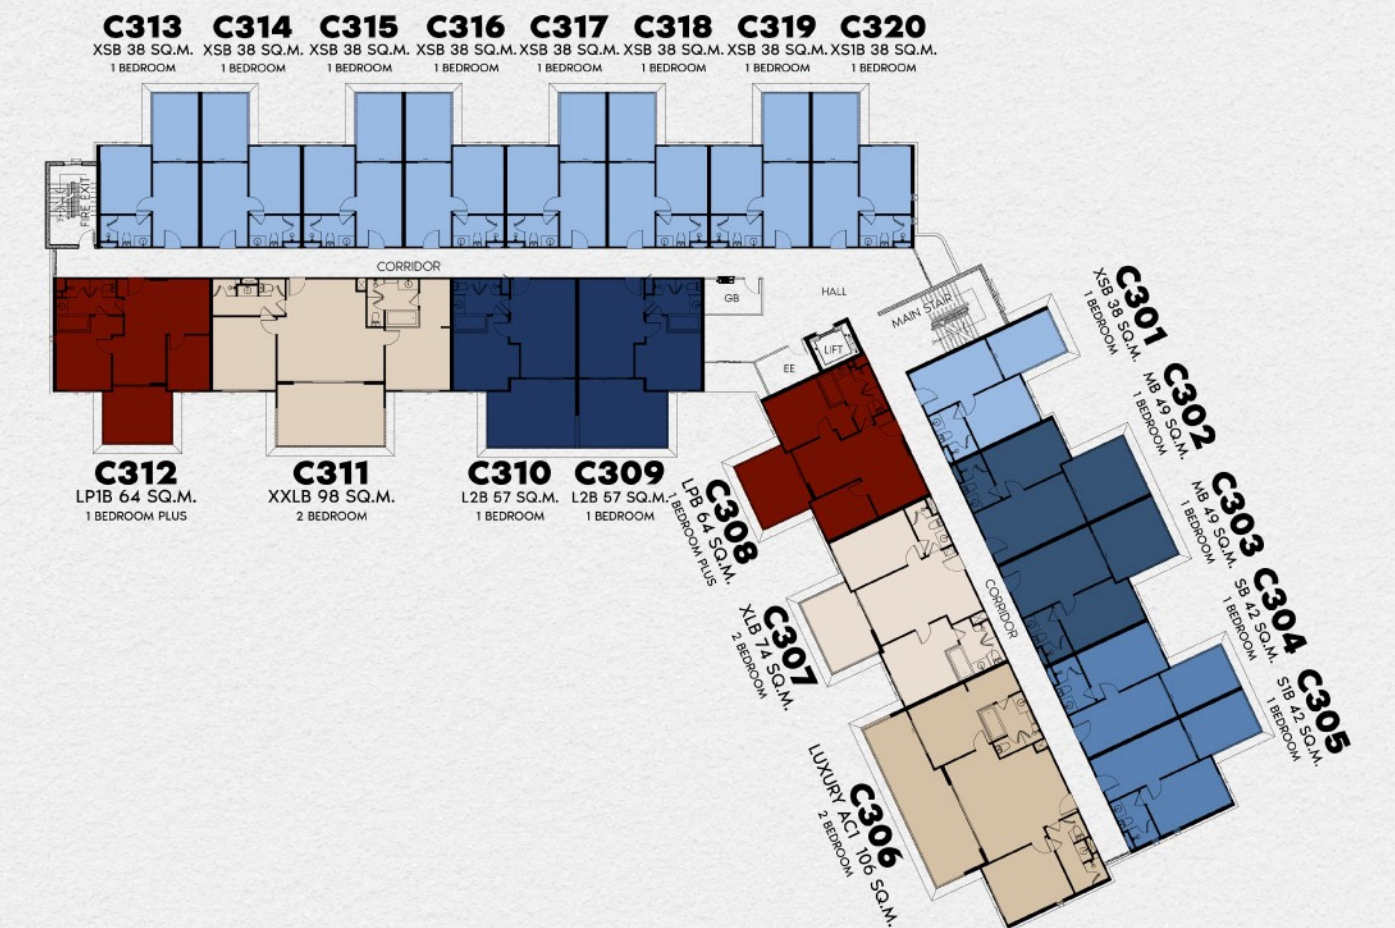 C313
XSB 38 SQ.M.
1 BEDROOM
C314
XSB 38 SQ.M.
1 BEDROOM
C315
XSB 38 SQ.M.
1 BEDROOM
C316
XSB 38 SQ.M.
1 BEDROOM
C317
XSB 38 SQ.M.
1 BEDROOM
C318
XSB 38 SQ.M.
1 BEDROOM
C319
XSB 38 SQ.M.
1 BEDROOM
C320
XS1B 38 SQ.M.
1 BEDROOM
FIRE EXIT
CORRIDOR
GB
HALL
MAIN STAIR
LIFT
EE
C312
LP1B 64 SQ.M.
1 BEDROOM PLUS
C311
XXLB 98 SQ.M.
2 BEDROOM
C310
L2B 57 SQ.M.
1 BEDROOM
C309
L2B 57 SQ.M.
1 BEDROOM
C301
XSB 38 SQ.M.
1 BEDROOM
C302
MB 49 SQ.M.
1 BEDROOM
C303
MB 49 SQ.M.
1 BEDROOM
C304
SB 42 SQ.M.
1 BEDROOM
C305
S1B 42 SQ.M.
1 BEDROOM
C308
LPB 64 SQ.M.
1 BEDROOM PLUS
CORRIDOR
C307
XLB 74 SQ.M.
2 BEDROOM
C306
LUXURY AC1 106 SQ.M.
2 BEDROOM